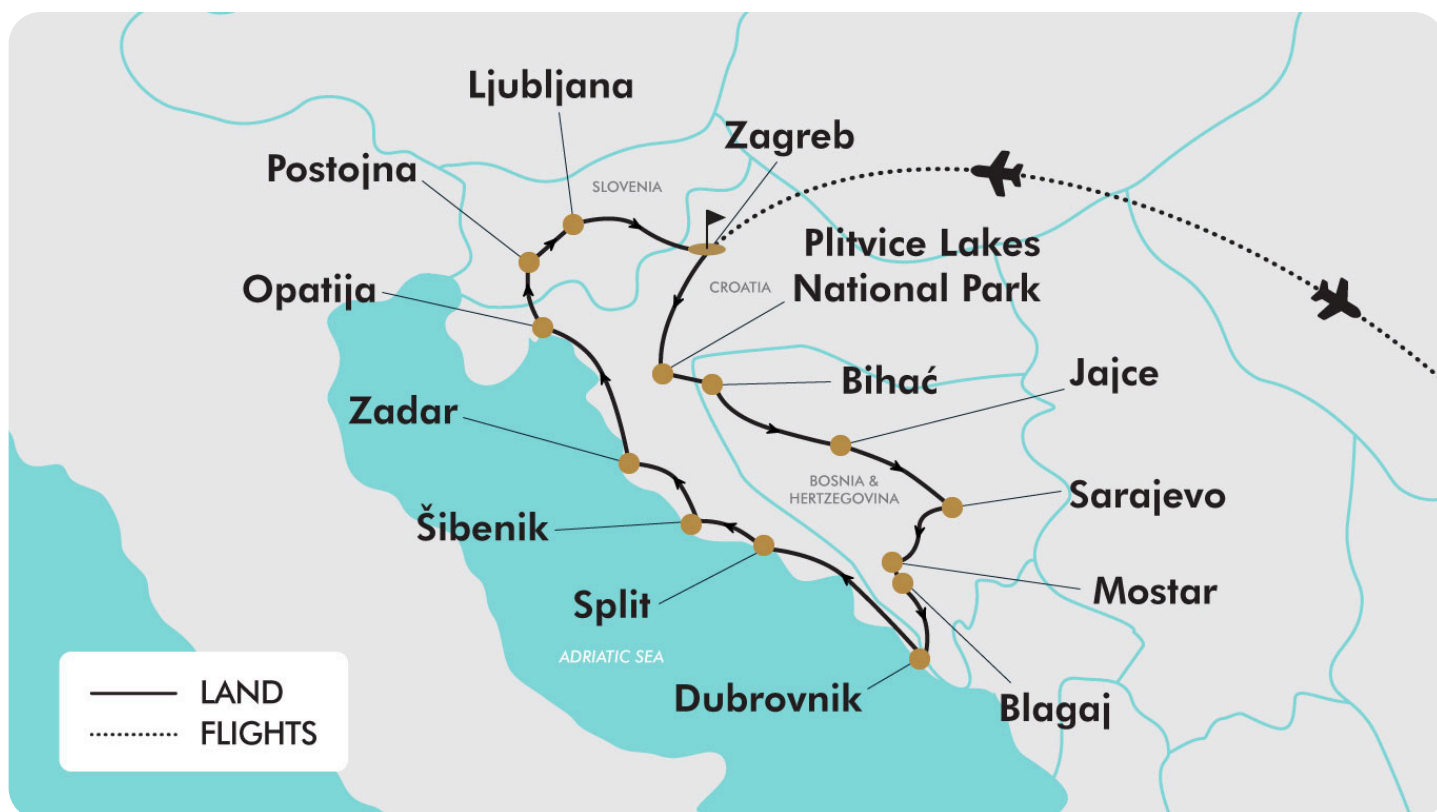 Ljubljana
Zagreb
Postojna
SLOVENIA
Plitvice Lakes
National Park
Opatija
CROATIA
Bihać
Jajce
Zadar
BOSNIA &
HERTZEGOVINA
Sarajevo
Šibenik
Mostar
Split
ADRIATIC SEA
Dubrovnik
Blagaj
LAND
FLIGHTS